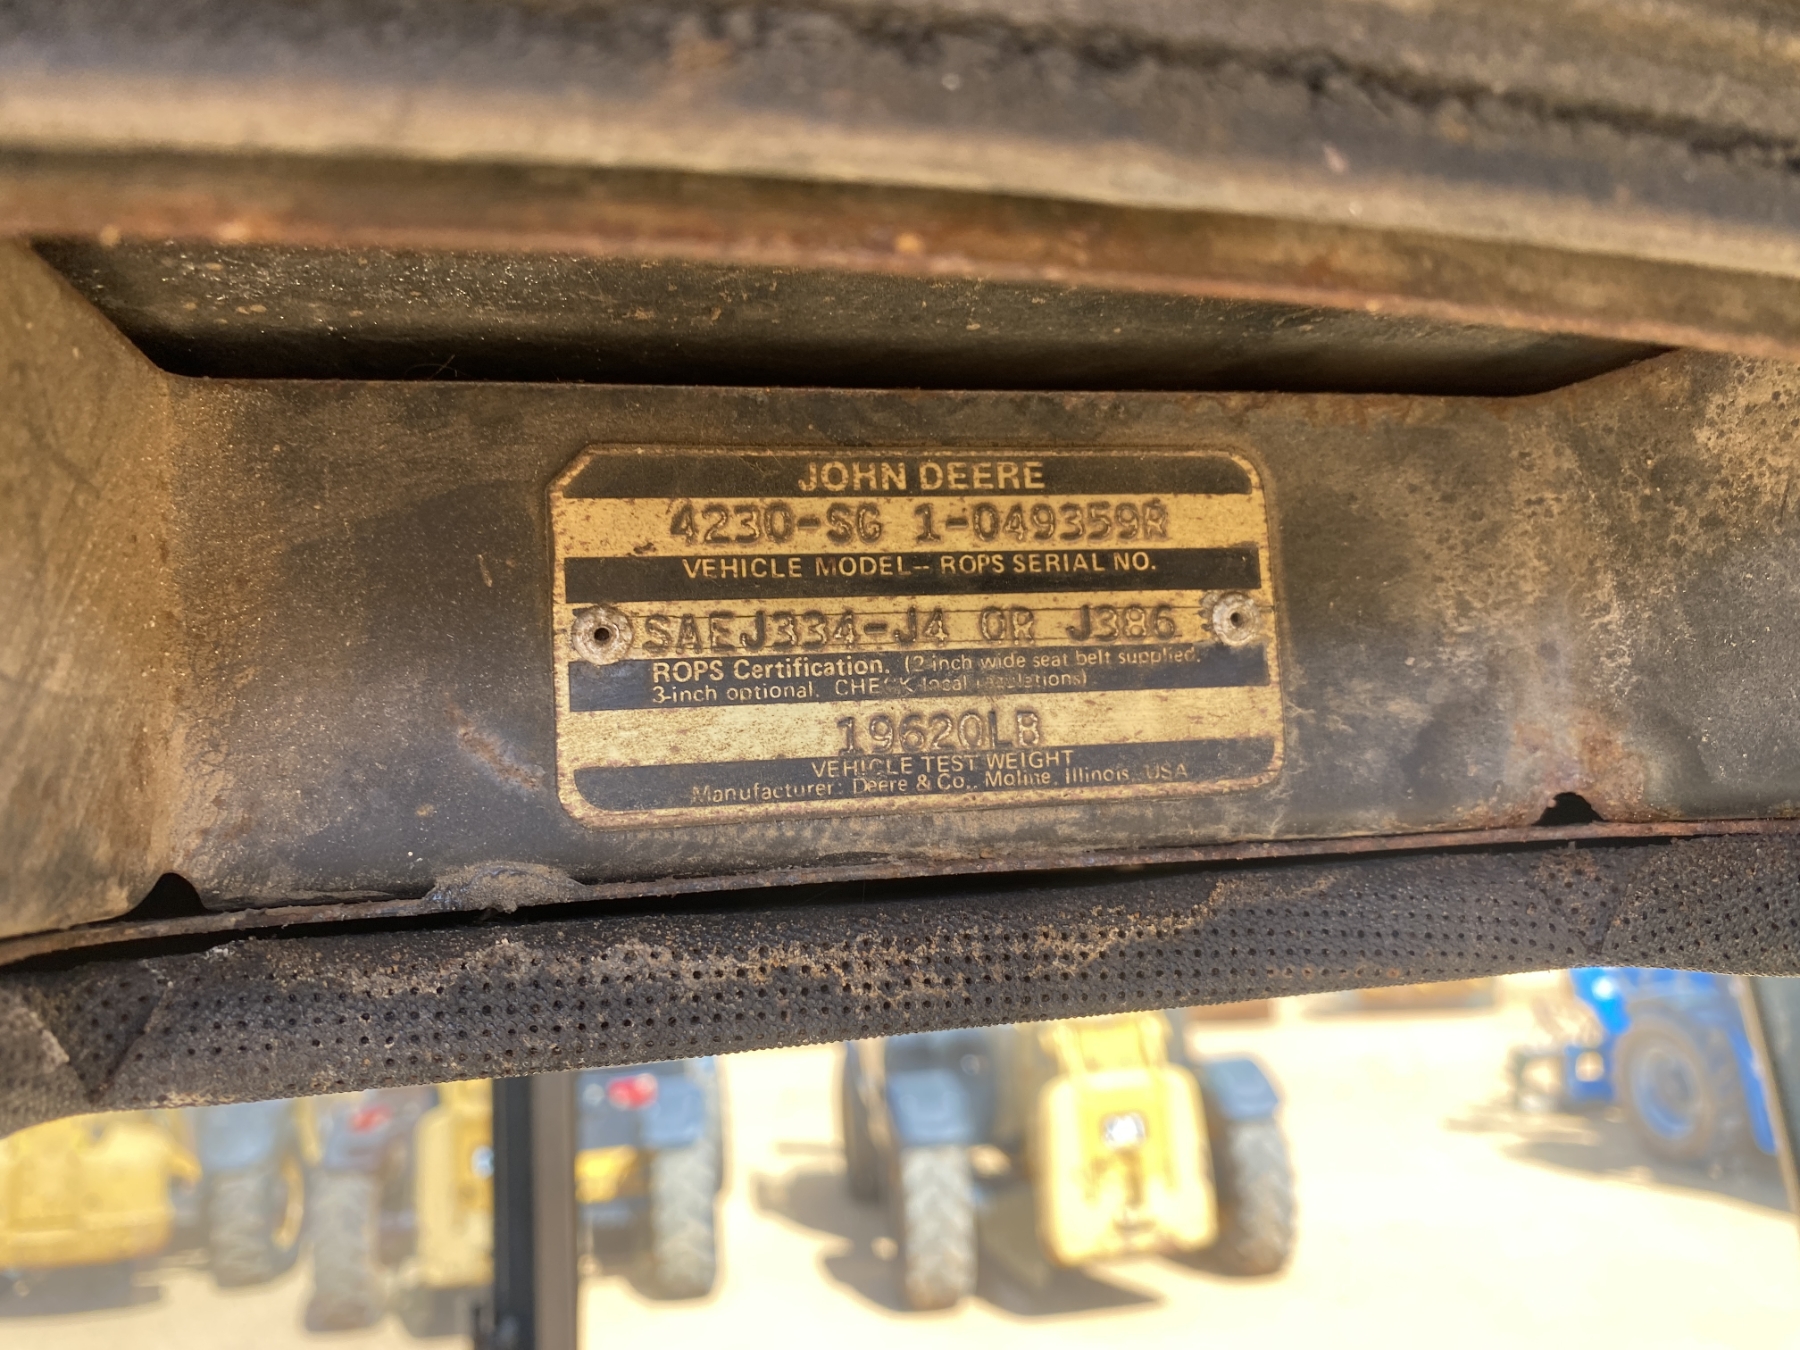 JOHN DEERE
4230-SG 1-049359R
VEHICLE MODEL-- ROPS SERIAL NO.
SAEJ334-J4 OR J386
ROPS Certification. (2-inch wide seat belt supplied.
3-inch optional. CHECK local regulations)
19620LB
VEHICLE TEST WEIGHT
Manufacturer: Deere & Co., Moline, Illinois, USA